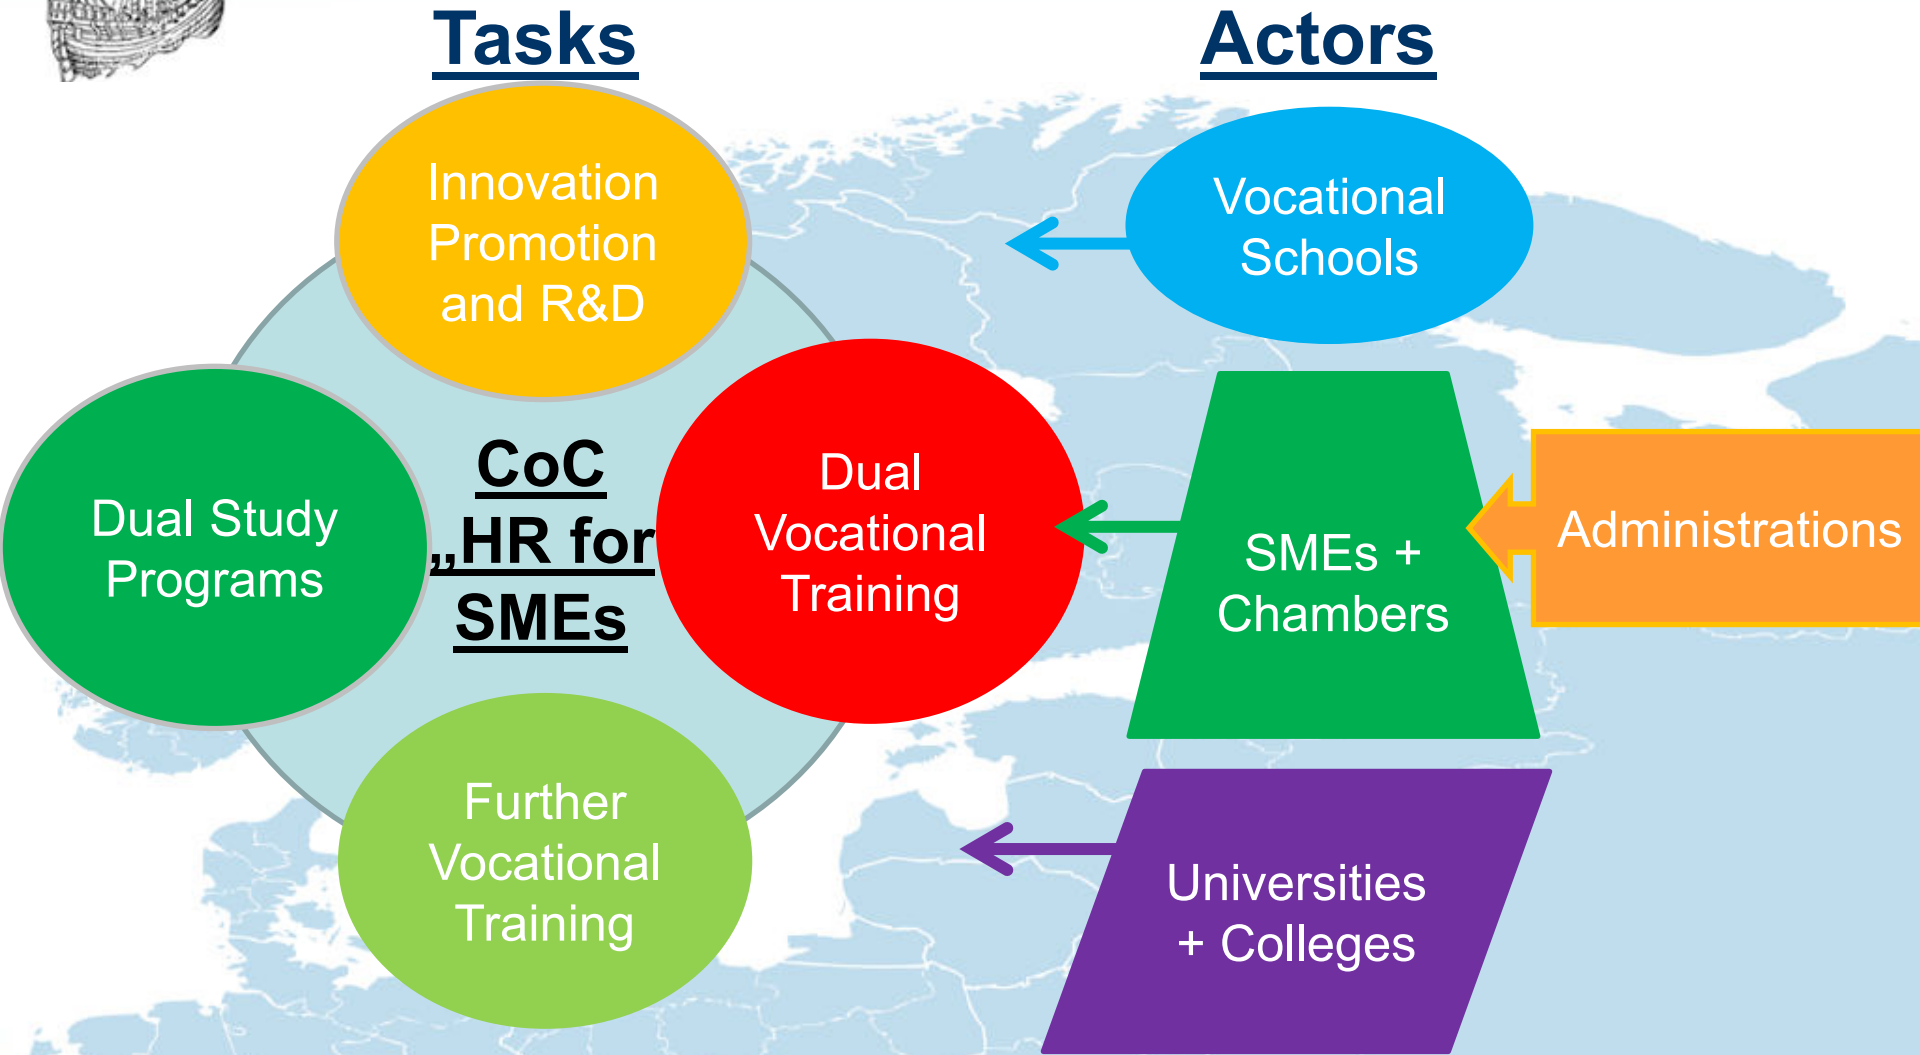 Tasks
Actors
Innovation
Promotion
and R&D
Vocational
Schools
Dual Study
Programs
CoC
„HR for
SMEs
Dual
Vocational
Training
SMEs +
Chambers
Administrations
Further
Vocational
Training
Universities
+ Colleges